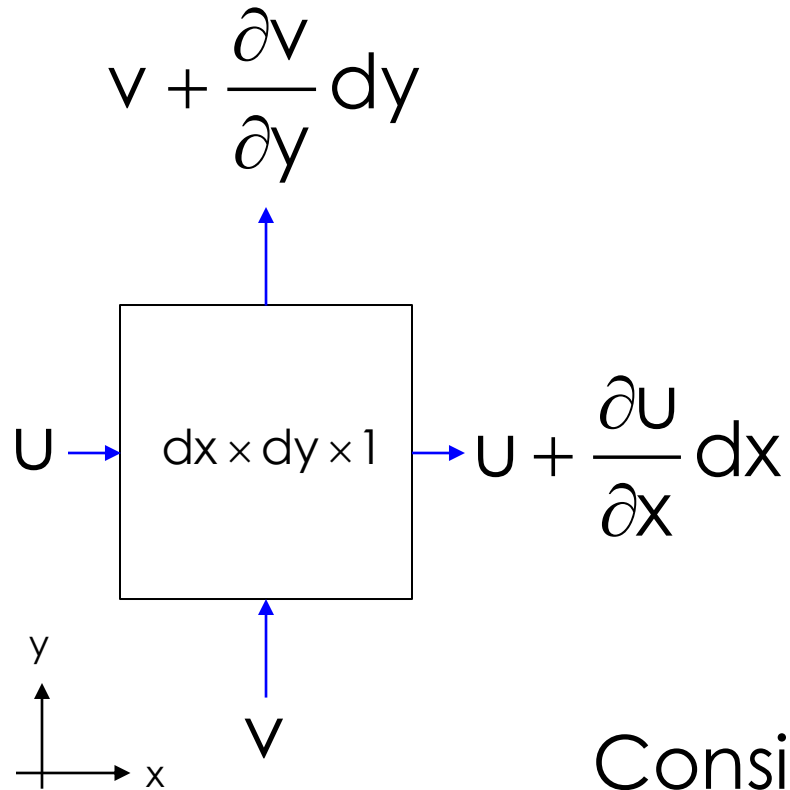 v + ∂v/∂y dy
u
dx × dy × 1
u + ∂u/∂x dx
y
v
x
Consi